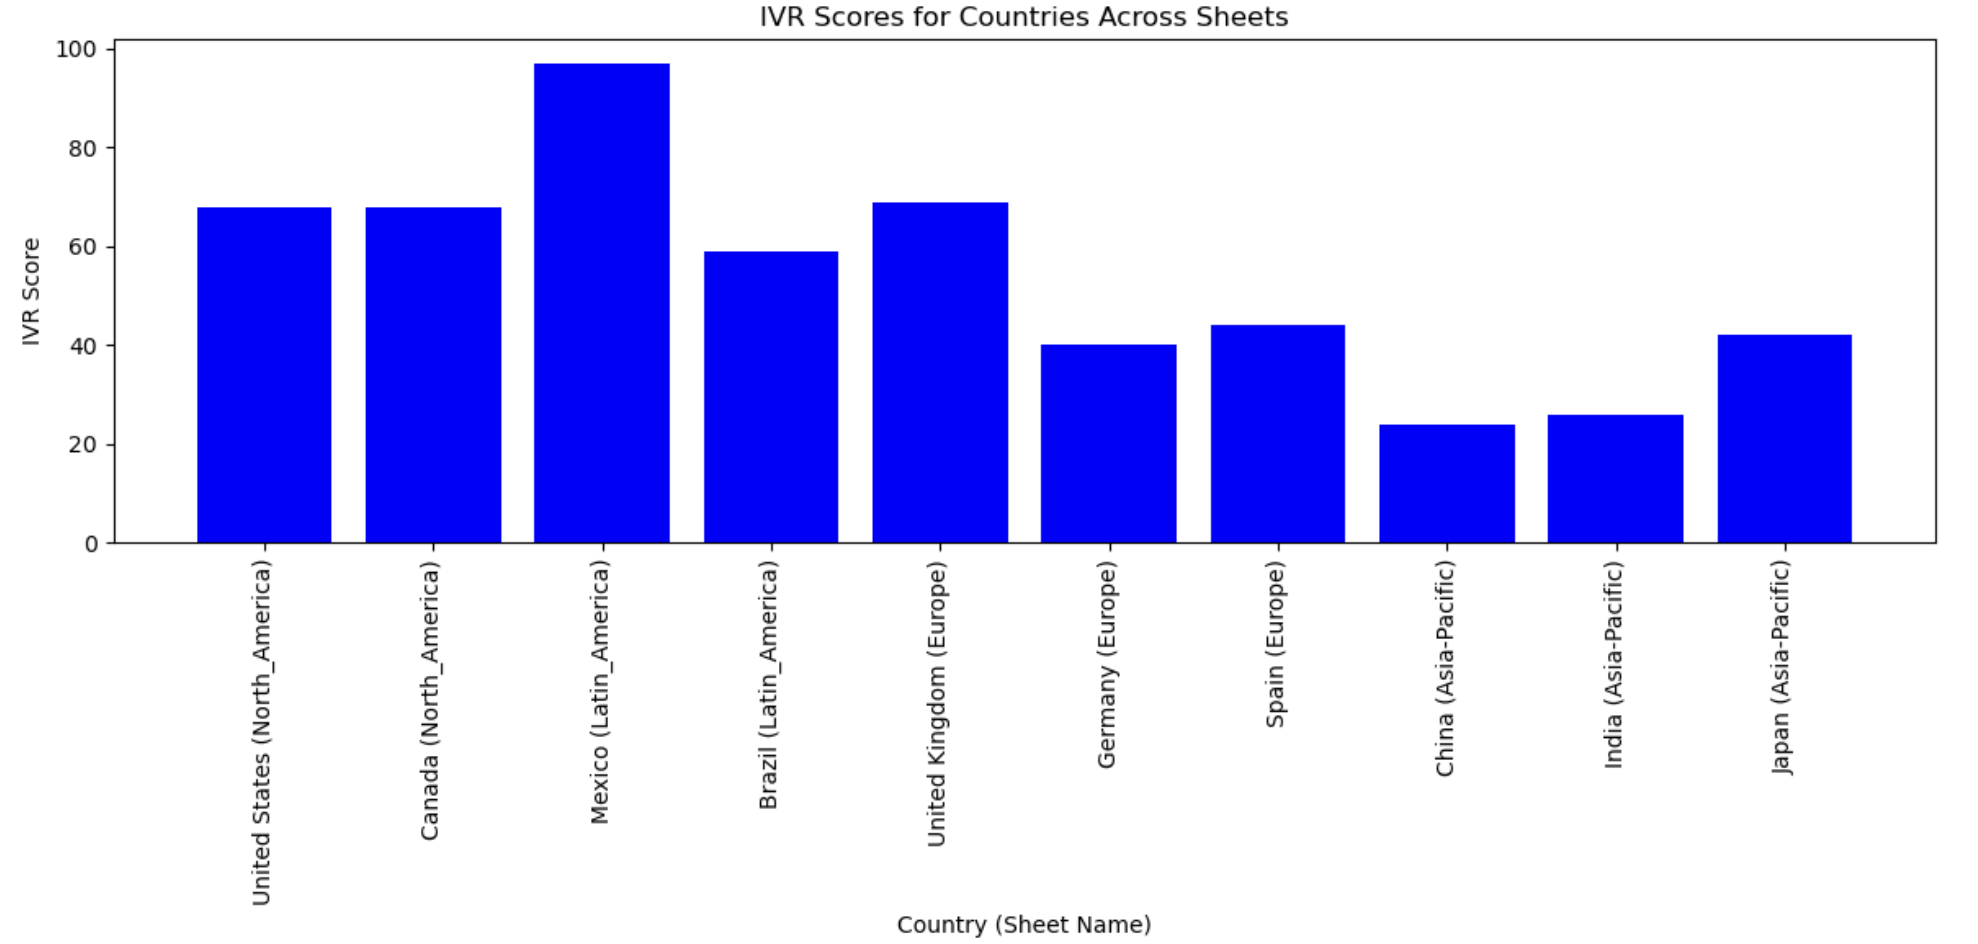 IVR Scores for Countries Across Sheets
IVR Score
100
80
60
40
20
0
United States (North_America)
Canada (North_America)
Mexico (Latin_America)
Brazil (Latin_America)
United Kingdom (Europe)
Germany (Europe)
Spain (Europe)
China (Asia-Pacific)
India (Asia-Pacific)
Japan (Asia-Pacific)
Country (Sheet Name)